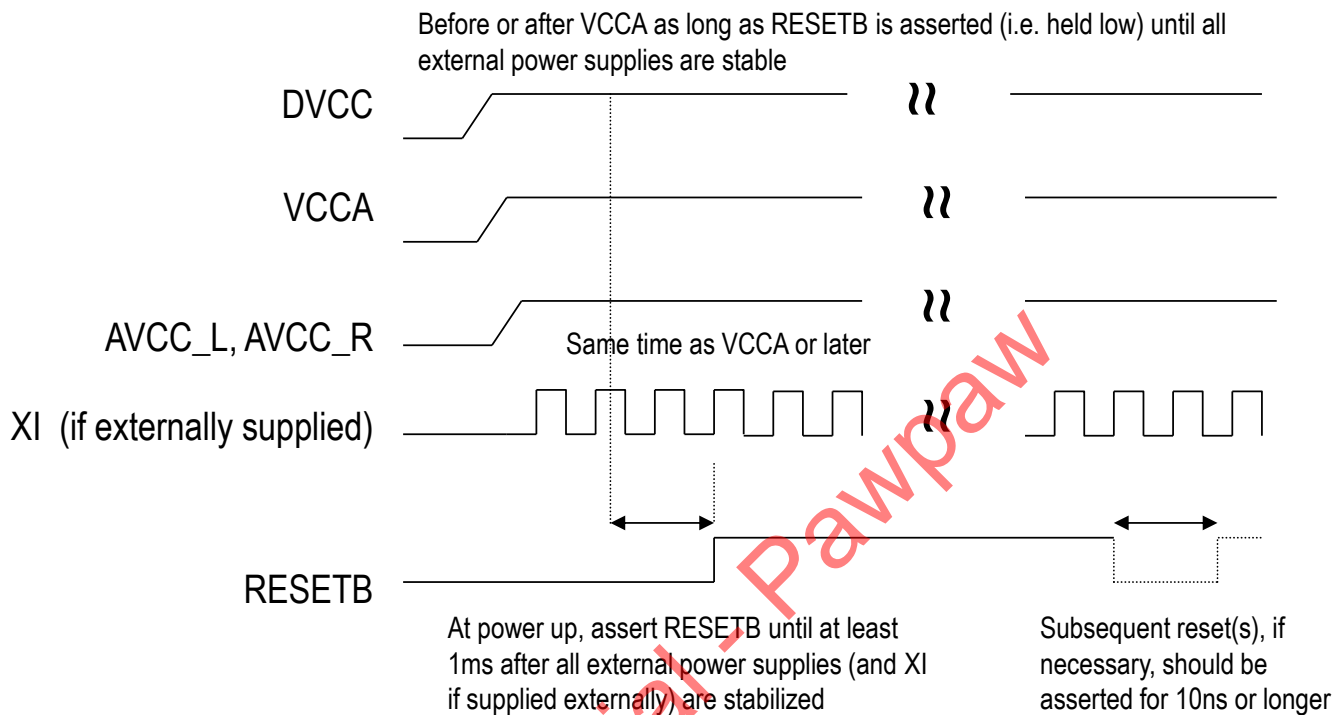 Before or after VCCA as long as RESETB is asserted (i.e. held low) until all
external power supplies are stable
DVCC
VCCA
AVCC_L, AVCC_R
Same time as VCCA or later
XI (if externally supplied)
RESETB
At power up, assert RESETB until at least
1ms after all external power supplies (and XI
if supplied externally) are stabilized
Subsequent reset(s), if
necessary, should be
asserted for 10ns or longer
ial - Pawpaw